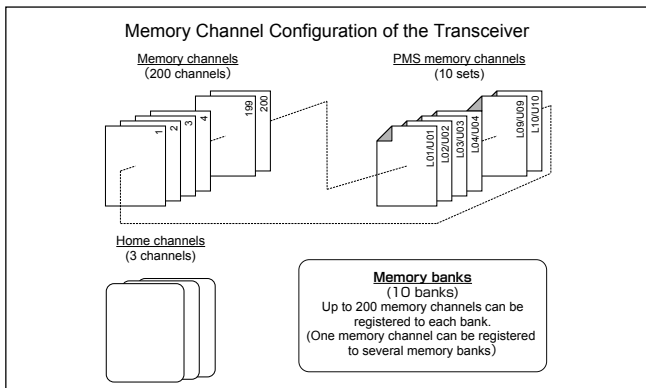 Memory Channel Configuration of the Transceiver
Memory channels
(200 channels)
1
2
3
4
199
200
PMS memory channels
(10 sets)
L01/U01
L02/U02
L03/U03
L04/U04
L09/U09
L10/U10
Home channels
(3 channels)
Memory banks
(10 banks)
Up to 200 memory channels can be
registered to each bank.
(One memory channel can be registered
to several memory banks)